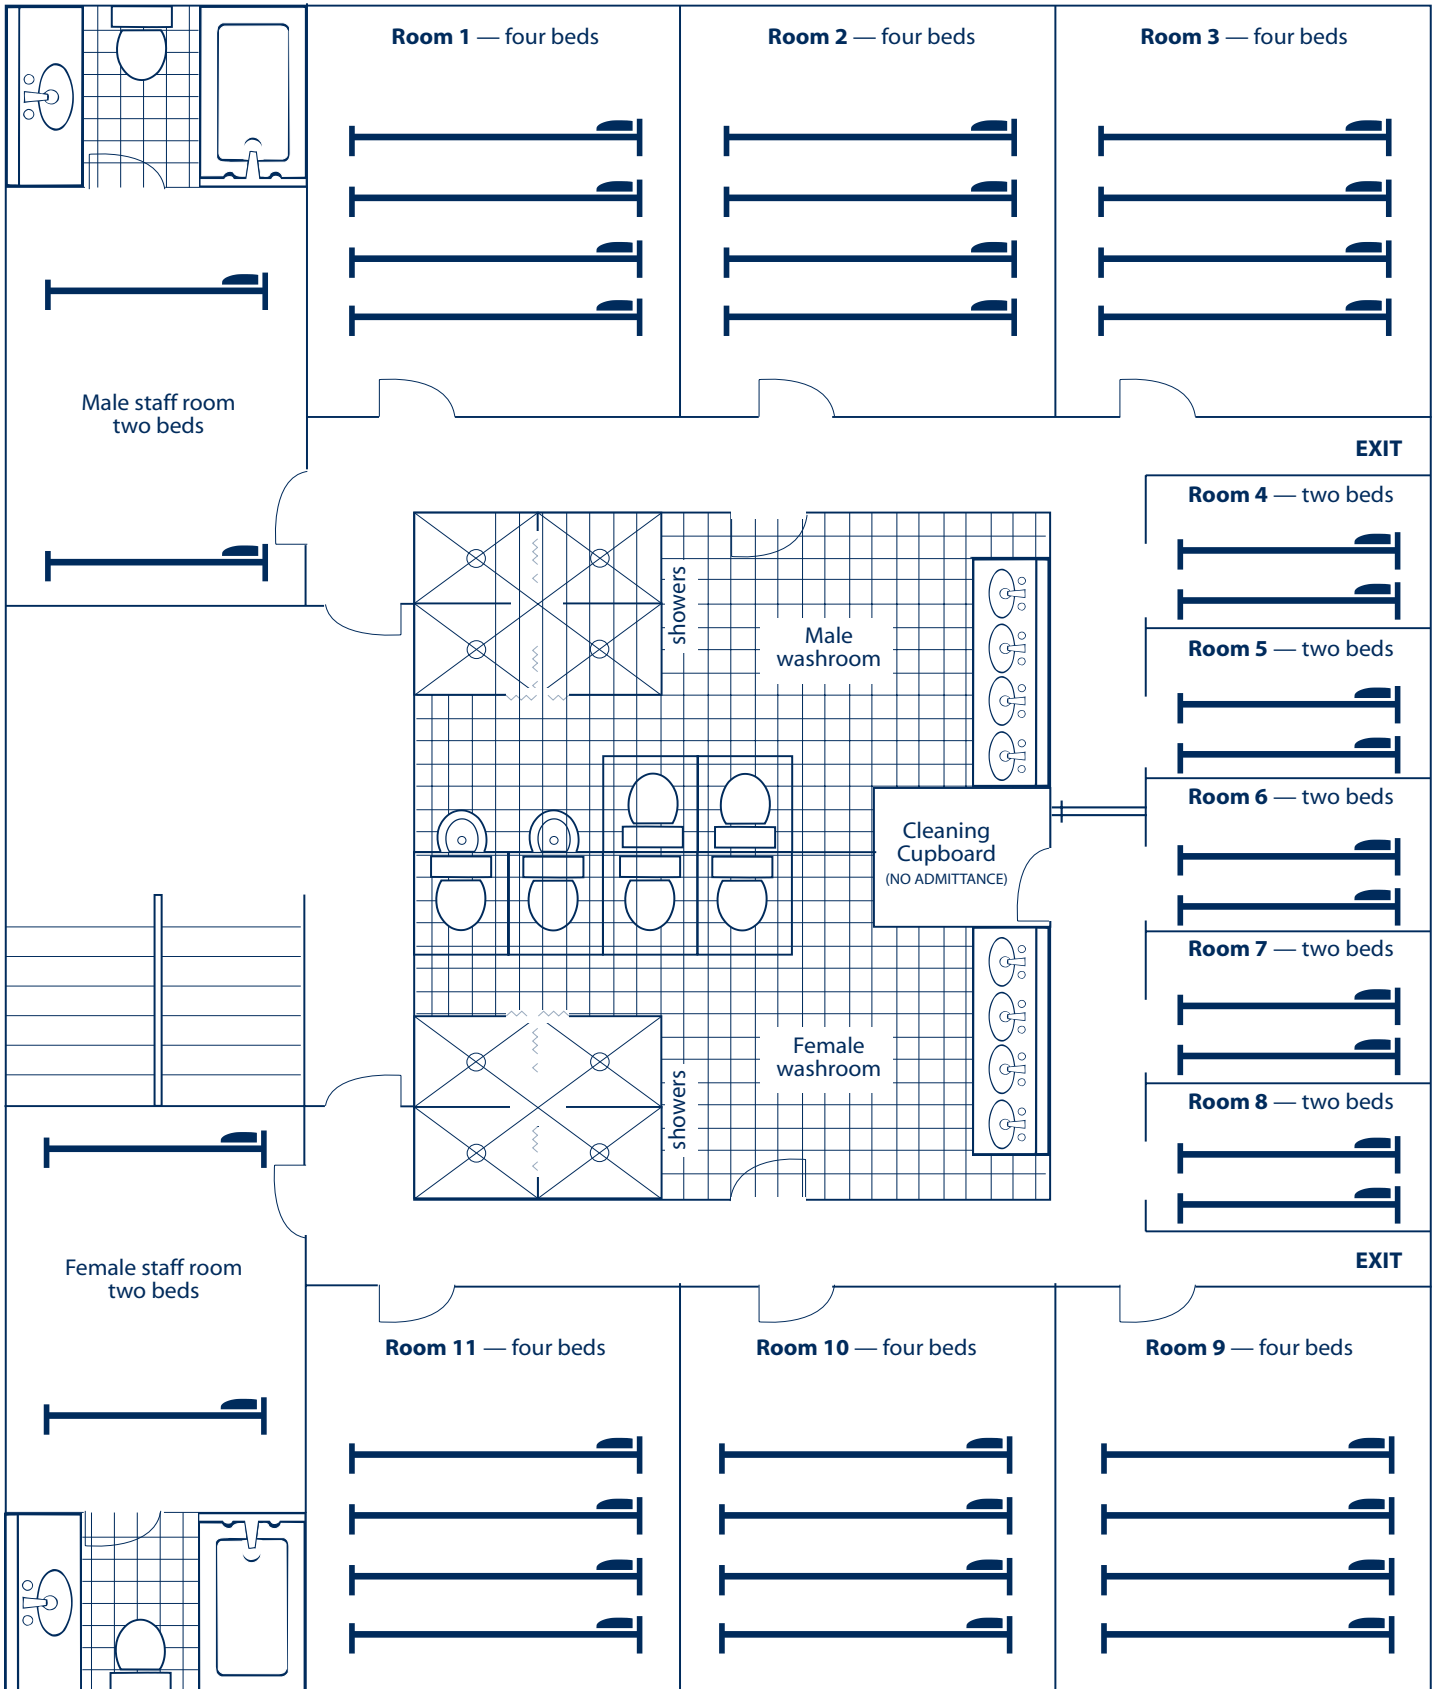 Room 1 — four beds
Room 2 — four beds
Room 3 — four beds
Male staff room
two beds
EXIT
Room 4 — two beds
showers
Male
washroom
Room 5 — two beds
Room 6 — two beds
Cleaning
Cupboard
(NO ADMITTANCE)
Room 7 — two beds
Female
washroom
showers
Room 8 — two beds
Female staff room
two beds
EXIT
Room 11 — four beds
Room 10 — four beds
Room 9 — four beds